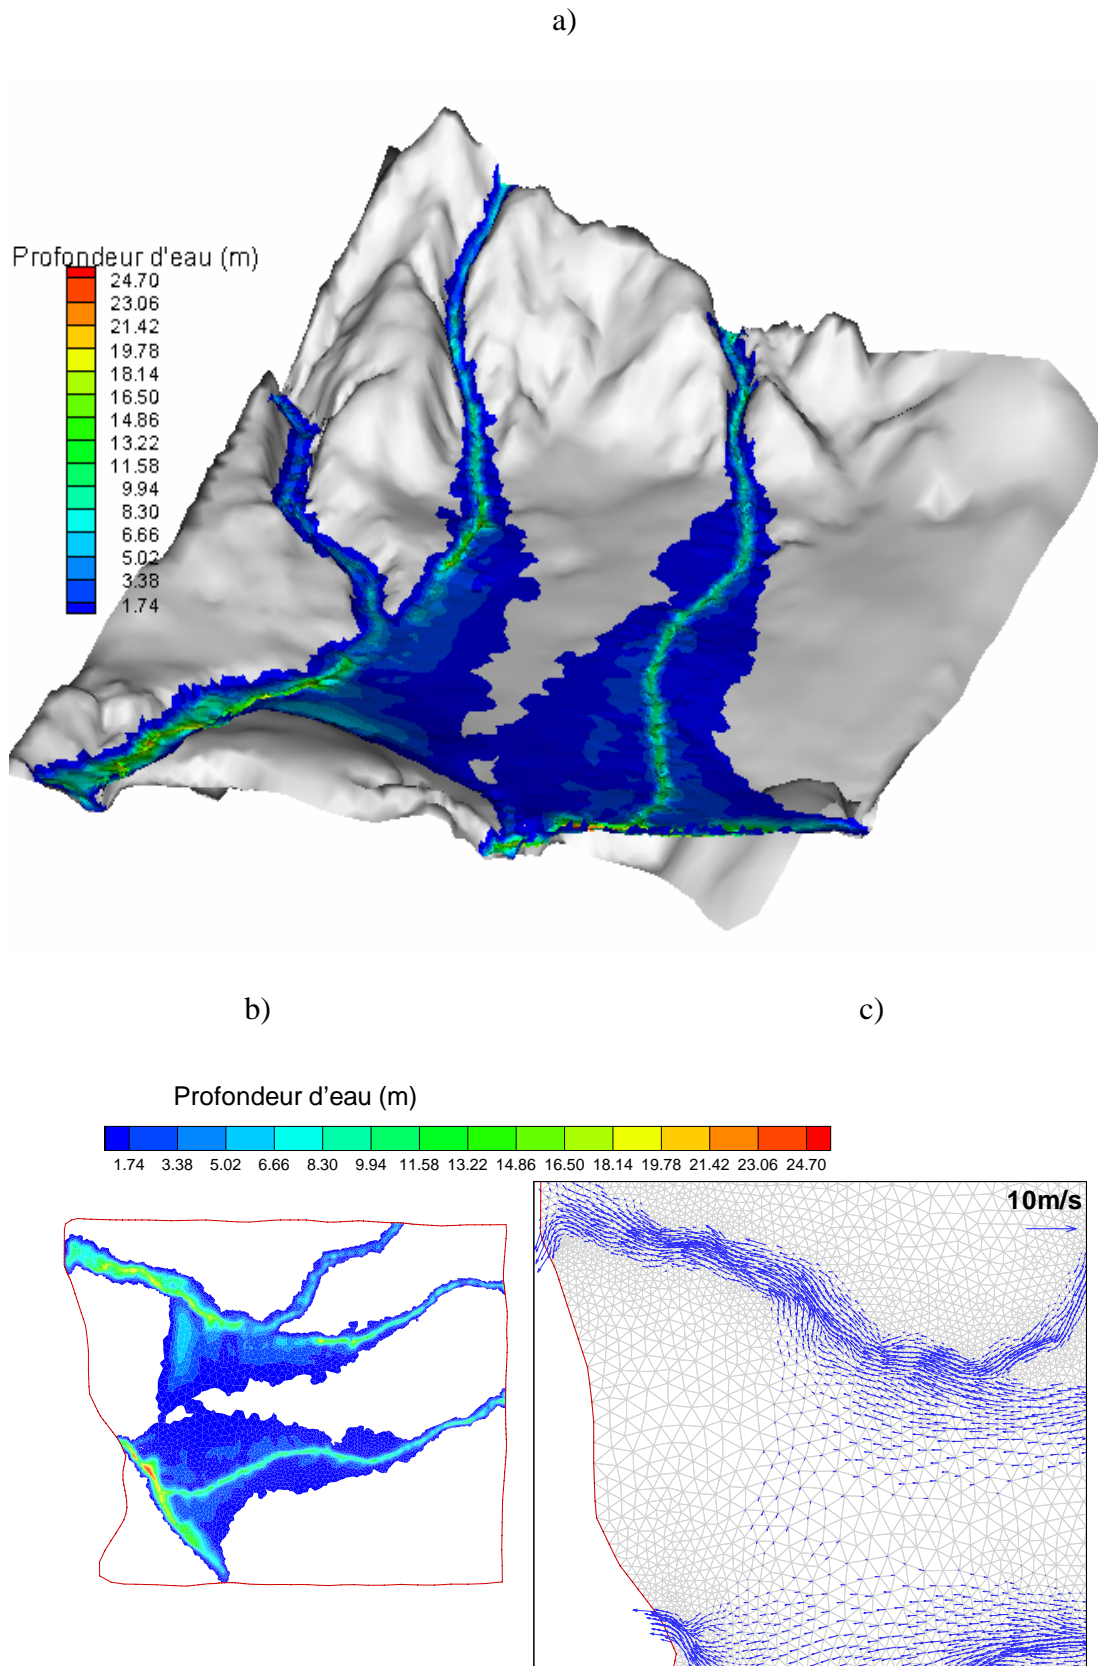 a)
Profondeur d'eau (m)
24.70
23.06
21.42
19.78
18.14
16.50
14.86
13.22
11.58
9.94
8.30
6.66
5.02
3.38
1.74
b)
c)
Profondeur d’eau (m)
1.74 3.38 5.02 6.66 8.30 9.94 11.58 13.22 14.86 16.50 18.14 19.78 21.42 23.06 24.70
10m/s